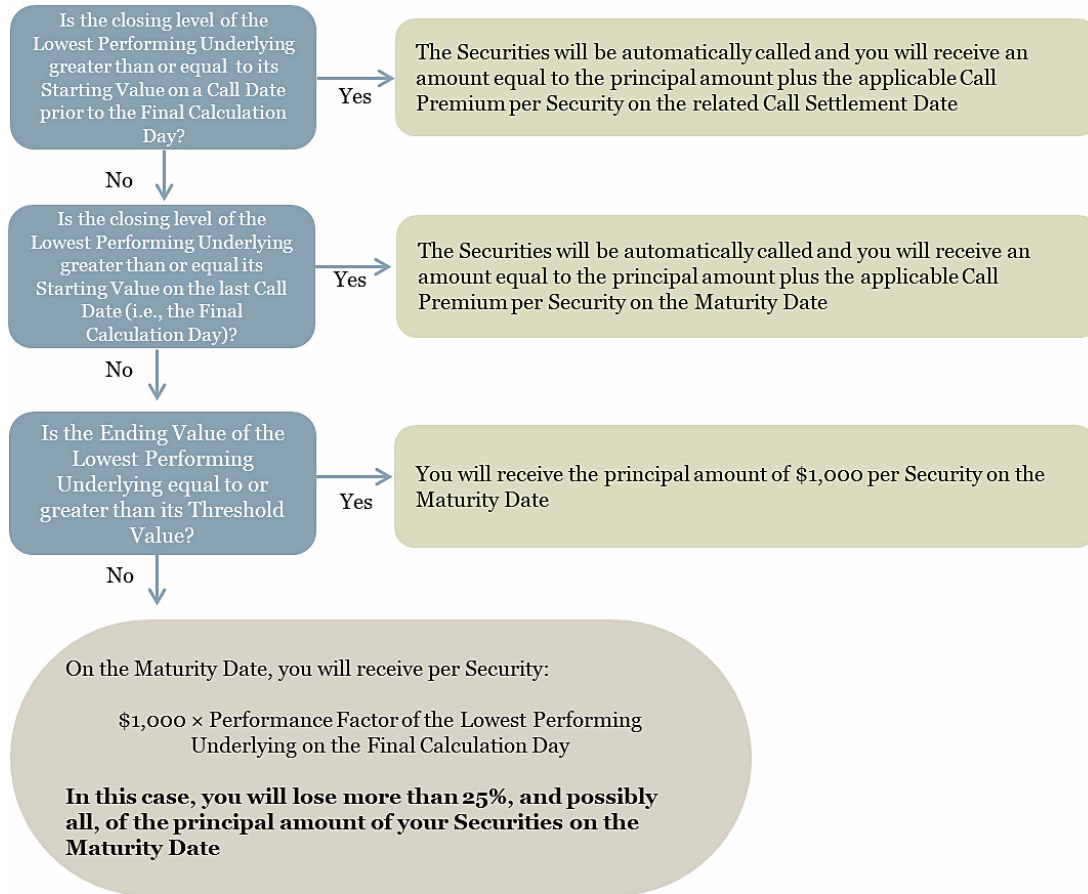 Is the closing level of the
Lowest Performing Underlying
greater than or equal to its
Starting Value on a Call Date
prior to the Final Calculation
Day?
The Securities will be automatically called and you will receive an
amount equal to the principal amount plus the applicable Call
Premium per Security on the related Call Settlement Date
Yes
No
Is the closing level of the
Lowest Performing Underlying
greater than or equal its
Starting Value on the last Call
Date (i.e., the Final
Calculation Day)?
The Securities will be automatically called and you will receive an
amount equal to the principal amount plus the applicable Call
Premium per Security on the Maturity Date
Yes
No
Is the Ending Value of the
Lowest Performing
Underlying equal to or
greater than its Threshold
Value?
You will receive the principal amount of $1,000 per Security on the
Maturity Date
Yes
No
On the Maturity Date, you will receive per Security:
$1,000 × Performance Factor of the Lowest Performing
Underlying on the Final Calculation Day
In this case, you will lose more than 25%, and possibly
all, of the principal amount of your Securities on the
Maturity Date